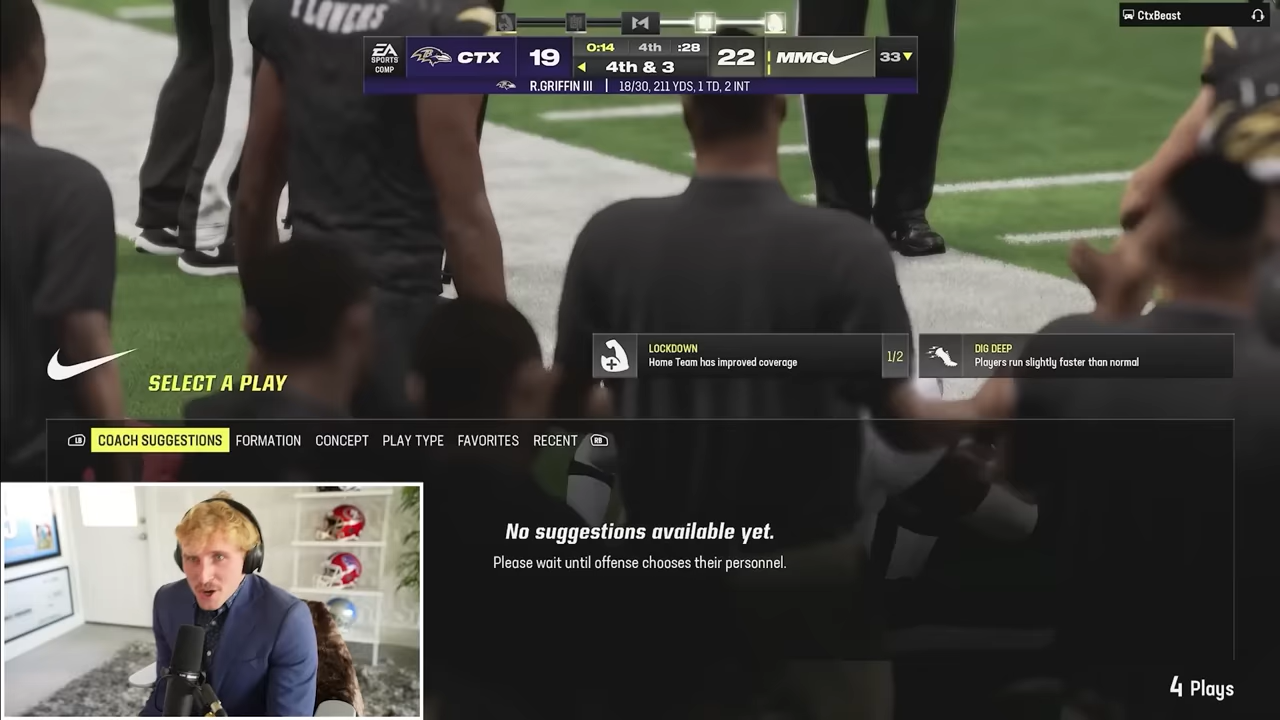 FLOWERS
CtxBeast
EA
SPORTS
COMP
CTX
19
0:14 4th :28
4th & 3
22
MMG
33
R.GRIFFIN III | 18/30, 211 YDS, 1 TD, 2 INT
LOCKDOWN
Home Team has improved coverage
1/2
DIG DEEP
Players run slightly faster than normal
SELECT A PLAY
LB COACH SUGGESTIONS FORMATION CONCEPT PLAY TYPE FAVORITES RECENT RB
No suggestions available yet.
Please wait until offense chooses their personnel.
4 Plays